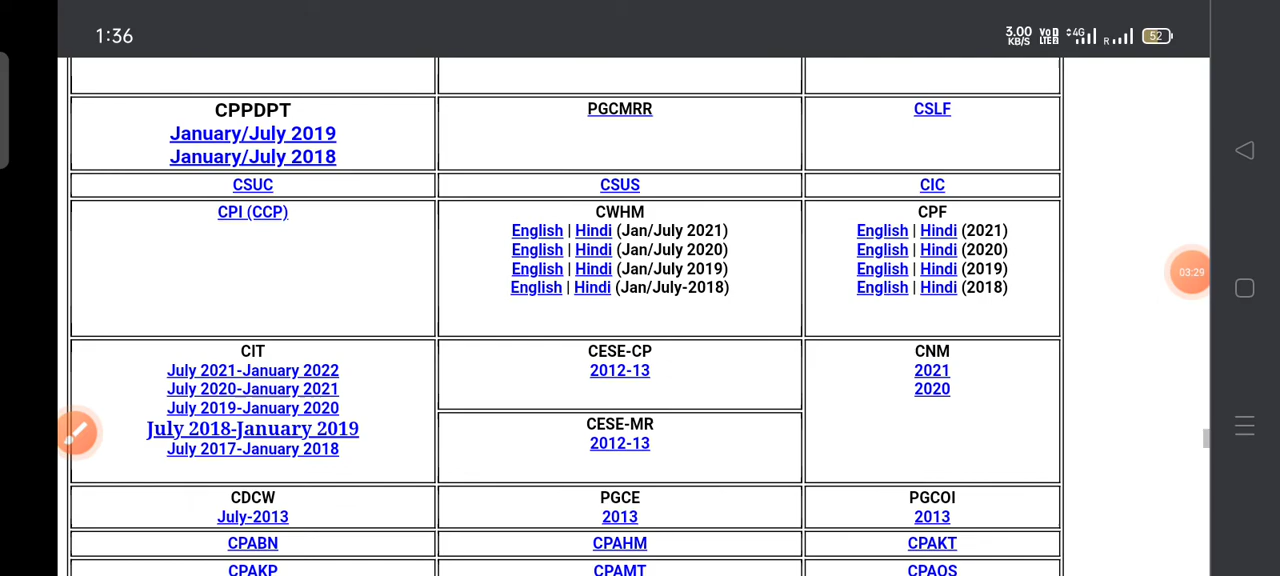 1:36
3.00 KB/S Vo LTE2 4G R 52
CPPDPT
January/July 2019
January/July 2018
PGCMRR
CSLF
CSUC
CSUS
CIC
CPI (CCP)
CWHM
English | Hindi (Jan/July 2021)
English | Hindi (Jan/July 2020)
English | Hindi (Jan/July 2019)
English | Hindi (Jan/July-2018)
CPF
English | Hindi (2021)
English | Hindi (2020)
English | Hindi (2019)
English | Hindi (2018)
03:29
CIT
July 2021-January 2022
July 2020-January 2021
July 2019-January 2020
July 2018-January 2019
July 2017-January 2018
CESE-CP
2012-13
CESE-MR
2012-13
CNM
2021
2020
CDCW
July-2013
PGCE
2013
PGCOI
2013
CPABN
CPAHM
CPAKT
CPAKP
CPAMT
CPAOS